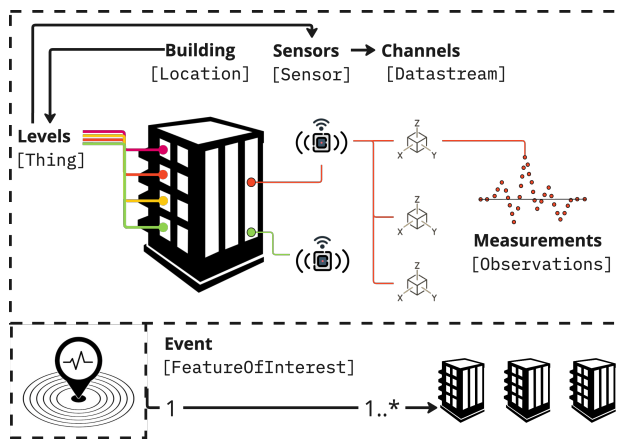 Building
[Location]
Sensors
[Sensor]
Channels
[Datastream]
Levels
[Thing]
Z
X
Y
Z
X
Y
Z
X
Y
Measurements
[Observations]
Event
[FeatureOfInterest]
1
1..*